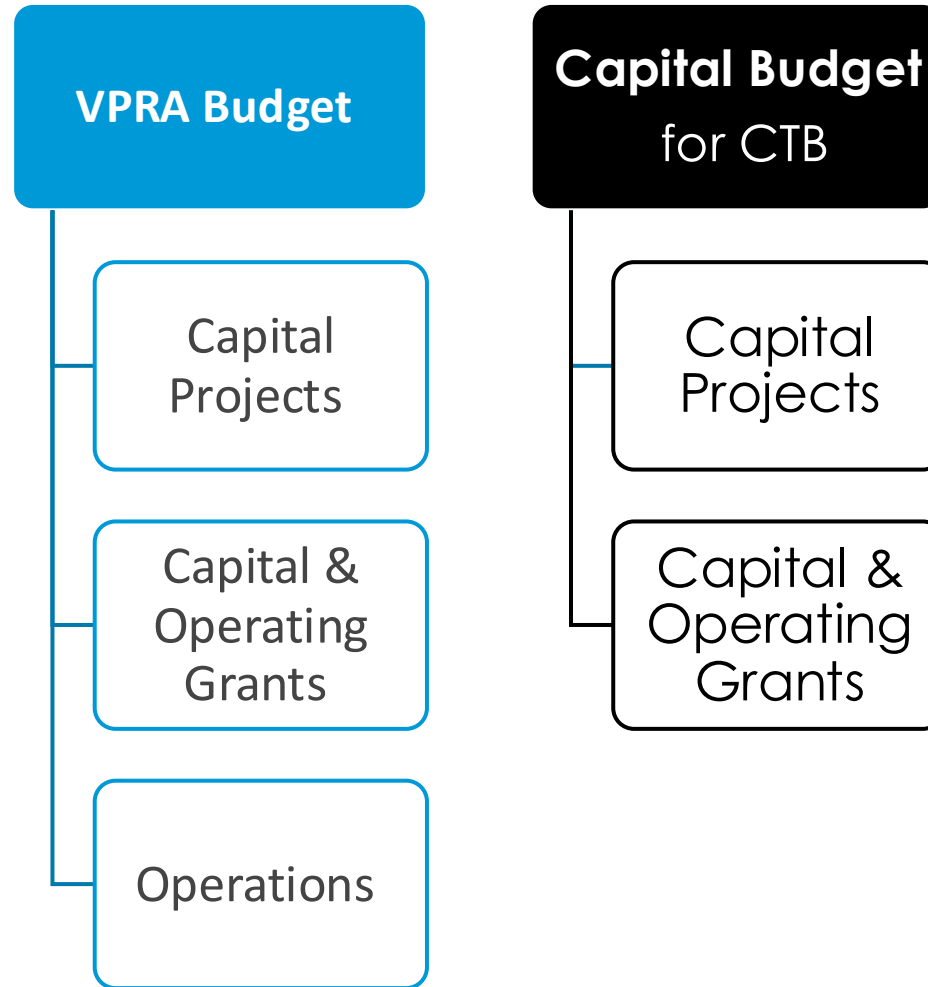 VPRA Budget
Capital
Projects
Capital &
Operating
Grants
Operations
Capital Budget
for CTB
Capital
Projects
Capital &
Operating
Grants